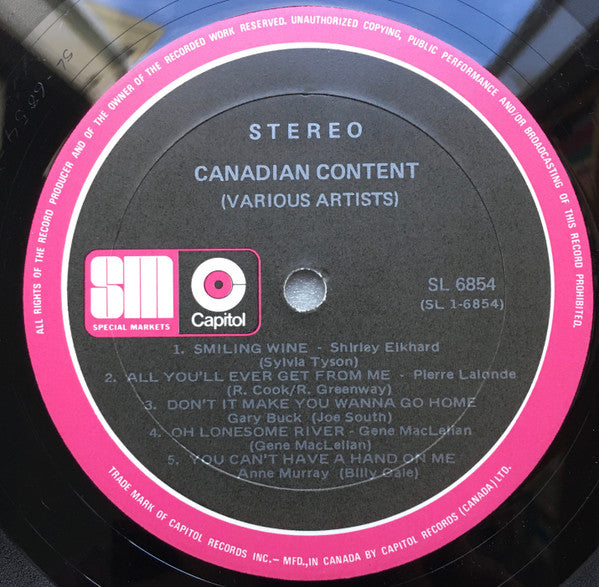 ALL RIGHTS OF THE RECORD PRODUCER AND OF THE OWNER OF THE RECORDED WORK RESERVED. UNAUTHORIZED COPYING, PUBLIC PERFORMANCE AND/OR BROADCASTING OF THIS RECORD PROHIBITED.
STEREO
CANADIAN CONTENT
(VARIOUS ARTISTS)
SM
SPECIAL MARKETS
Capitol
SL 6854
(SL 1-6854)
1. SMILING WINE - Shirley Elkhard
(Sylvia Tyson)
2. ALL YOU'LL EVER GET FROM ME - Pierre Lalonde
(R. Cook/R. Greenway)
3. DON'T IT MAKE YOU WANNA GO HOME
Gary Buck (Joe South)
4. OH LONESOME RIVER - Gene MacLellan
(Gene MacLellan)
5. YOU CAN'T HAVE A HAND ON ME
Anne Murray (Billy Gale)
TRADE MARK OF CAPITOL RECORDS INC. — MFD., IN CANADA BY CAPITOL RECORDS (CANADA) LTD.
SL-6854